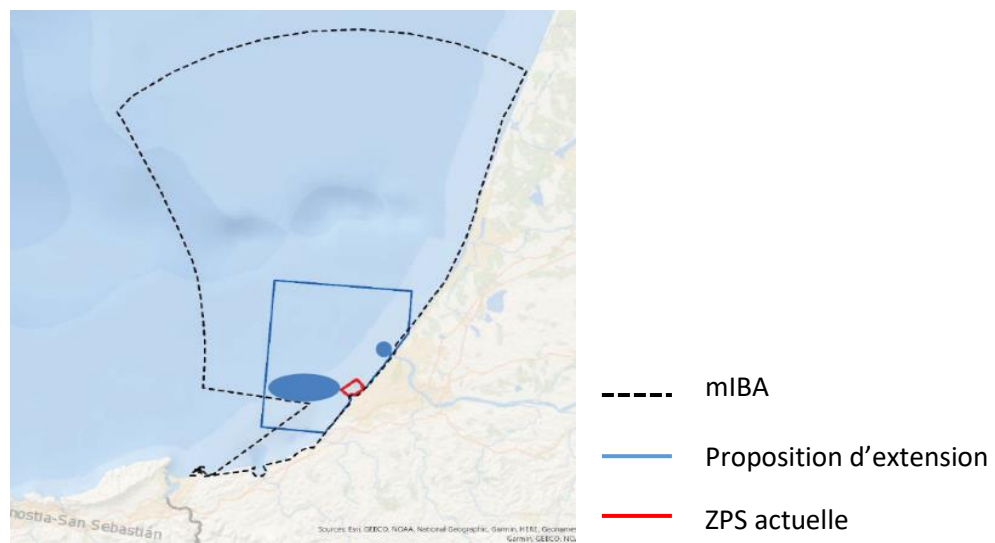 mIBA
Proposition d’extension
ZPS actuelle
nostia-San Sebastián
Sources: Esri, GEBCO, NOAA, National Geographic, Garmin, HERE, Geonames
Garmin, GEBCO, NO